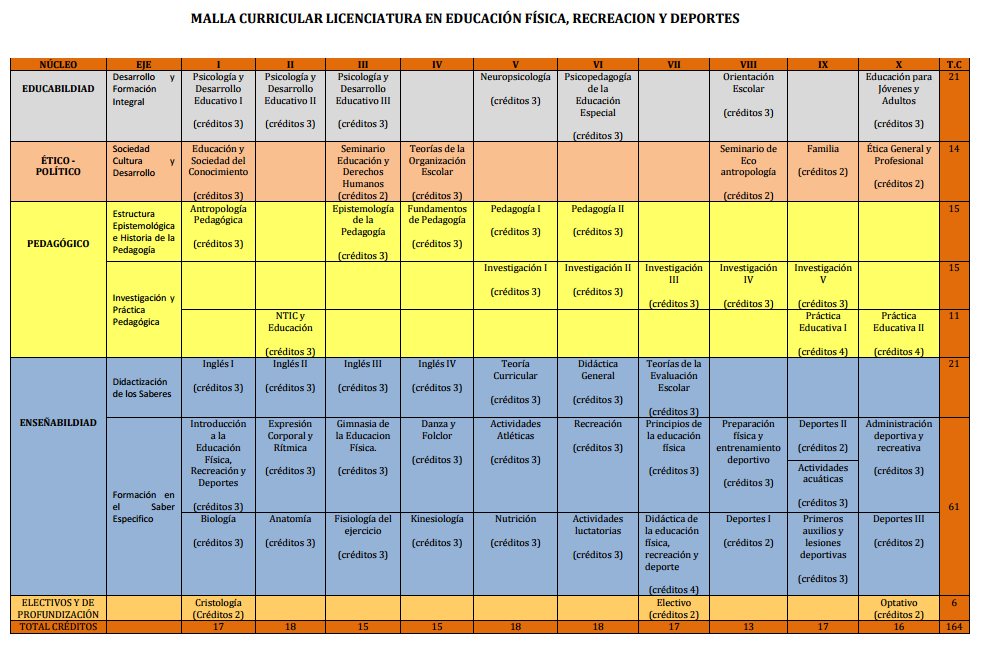 MALLA CURRICULAR LICENCIATURA EN EDUCACIÓN FÍSICA, RECREACION Y DEPORTES
NÚCLEO EJE I II III IV V VI VII VIII IX X T.C
EDUCABILDIAD
Desarrollo y
Formación
Integral
Psicología y
Desarrollo
Educativo I
(créditos 3)
Psicología y
Desarrollo
Educativo II
(créditos 3)
Psicología y
Desarrollo
Educativo III
(créditos 3)
Neuropsicología
(créditos 3)
Psicopedagogía
de la
Educación
Especial
(créditos 3)
Orientación
Escolar
(créditos 3)
Educación para
Jóvenes y
Adultos
(créditos 3)
21
ÉTICO -
POLÍTICO
Sociedad
Cultura y
Desarrollo
Educación y
Sociedad del
Conocimiento
(créditos 3)
Seminario
Educación y
Derechos
Humanos
(créditos 2)
Teorías de la
Organización
Escolar
(créditos 3)
Seminario de
Eco
antropología
(créditos 2)
Familia
(créditos 2)
Ética General y
Profesional
(créditos 2)
14
PEDAGÓGICO
Estructura
Epistemológica
e Historia de la
Pedagogía
Antropología
Pedagógica
(créditos 3)
Epistemología
de la
Pedagogía
(créditos 3)
Fundamentos
de Pedagogía
(créditos 3)
Pedagogía I
(créditos 3)
Pedagogía II
(créditos 3)
15
Investigación y
Práctica
Pedagógica
Investigación I
(créditos 3)
Investigación II
(créditos 3)
Investigación
III
(créditos 3)
Investigación
IV
(créditos 3)
Investigación
V
(créditos 3)
15
NTIC y
Educación
(créditos 3)
Práctica
Educativa I
(créditos 4)
Práctica
Educativa II
(créditos 4)
11
ENSEÑABILDIAD
Didactización
de los Saberes
Inglés I
(créditos 3)
Inglés II
(créditos 3)
Inglés III
(créditos 3)
Inglés IV
(créditos 3)
Teoría
Curricular
(créditos 3)
Didáctica
General
(créditos 3)
Teorías de la
Evaluación
Escolar
(créditos 3)
21
Formación en
el Saber
Especifico
Introducción
a la
Educación
Física,
Recreación y
Deportes
(créditos 3)
Expresión
Corporal y
Rítmica
(créditos 3)
Gimnasia de
la Educacion
Física.
(créditos 3)
Danza y
Folclor
(créditos 3)
Actividades
Atléticas
(créditos 3)
Recreación
(créditos 3)
Principios de
la educación
física
(créditos 3)
Preparación
física y
entrenamiento
deportivo
(créditos 3)
Deportes II
(créditos 2)
Actividades
acuáticas
(créditos 3)
Administración
deportiva y
recreativa
(créditos 3)
61
Biología
(créditos 3)
Anatomía
(créditos 3)
Fisiología del
ejercicio
(créditos 3)
Kinesiología
(créditos 3)
Nutrición
(créditos 3)
Actividades
luctatorias
(créditos 3)
Didáctica de
la educación
física,
recreación y
deporte
(créditos 4)
Deportes I
(créditos 2)
Primeros
auxilios y
lesiones
deportivas
(créditos 3)
Deportes III
(créditos 2)
ELECTIVOS Y DE
PROFUNDIZACIÓN
Cristología
(Créditos 2)
Electivo
(créditos 2)
Optativo
(créditos 2)
6
TOTAL CRÉDITOS 17 18 15 15 18 18 17 13 17 16 164